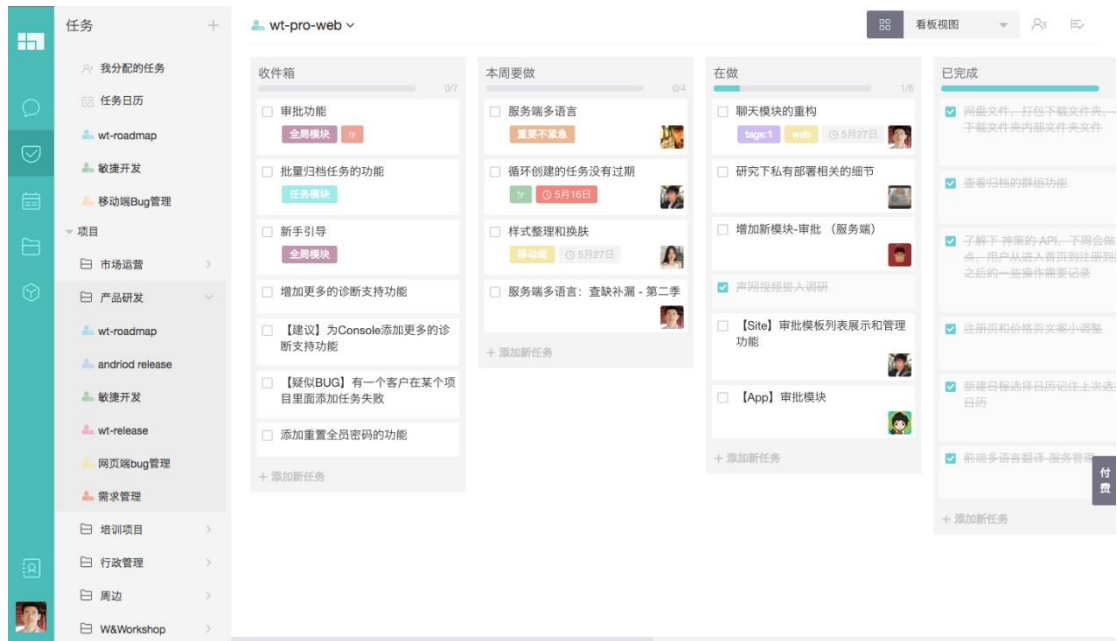 任务
我分配的任务
任务日历
wt-roadmap
敏捷开发
移动端Bug管理
项目
市场运营
产品研发
wt-roadmap
andriod release
敏捷开发
wt-release
网页端bug管理
需求管理
培训项目
行政管理
周边
W&Workshop
wt-pro-web
看板视图
收件箱
0/7
审批功能
全局模块 tr
批量归档任务的功能
任务模块
新手引导
全局模块
增加更多的诊断支持功能
【建议】为Console添加更多的诊
断支持功能
【疑似BUG】有一个客户在某个项
目里面添加任务失败
添加重置全员密码的功能
+ 添加新任务
本周要做
0/4
服务端多语言
重要不紧急
循环创建的任务没有过期
tr 5月16日
样式整理和换肤
移动端 5月27日
服务端多语言：查缺补漏 - 第二季
+ 添加新任务
在做
1/6
聊天模块的重构
tags:1 web 5月27日
研究下私有部署相关的细节
增加新模块-审批 （服务端）
声网视频接入调研
【Site】审批模板列表展示和管理
功能
【App】审批模块
+ 添加新任务
已完成
网盘文件，打包下载文件夹，
下载文件夹内部文件夹文件
查看归档的群组功能
了解下 神策的 API，下周会做
点，用户从进入首页到注册到
之后的一些操作需要记录
注册页和价格页文案小调整
新建日程选择日历记住上次选
日历
前端多语言翻译-服务管理
+ 添加新任务
付
费